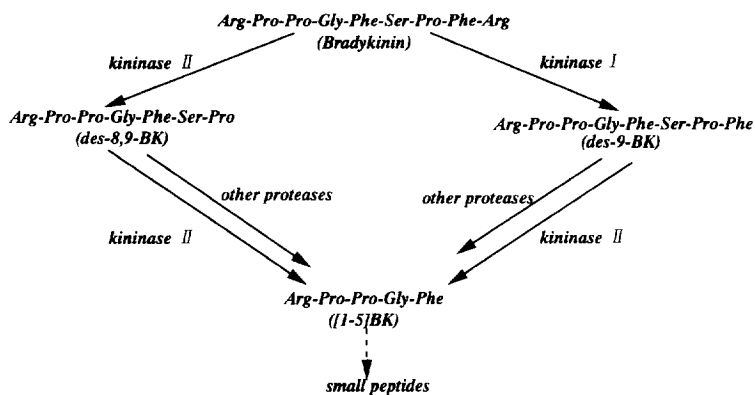 Arg-Pro-Pro-Gly-Phe-Ser-Pro-Phe-Arg
(Bradykinin)
kininase II
kininase I
Arg-Pro-Pro-Gly-Phe-Ser-Pro
(des-8,9-BK)
Arg-Pro-Pro-Gly-Phe-Ser-Pro-Phe
(des-9-BK)
other proteases
other proteases
kininase II
kininase II
Arg-Pro-Pro-Gly-Phe
([1-5]BK)
small peptides